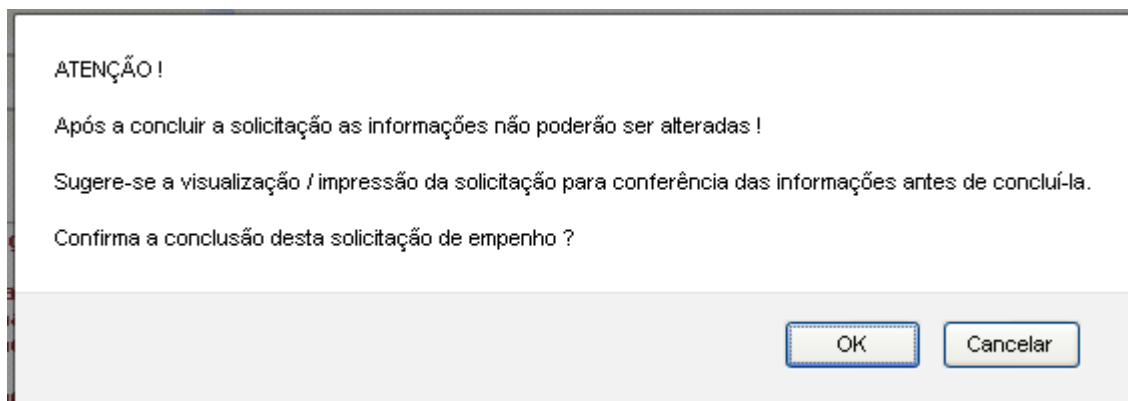 ATENÇÃO !
Após a concluir a solicitação as informações não poderão ser alteradas !
Sugere-se a visualização / impressão da solicitação para conferência das informações antes de concluí-la.
Confirma a conclusão desta solicitação de empenho ?
OK
Cancelar